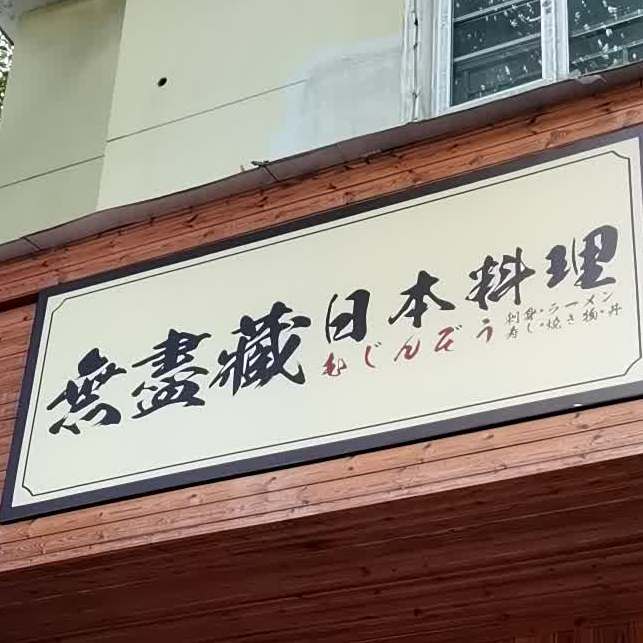 無盡藏日本料理
むじんぞう
刺身・ラーメン
寿し・焼き物・丼